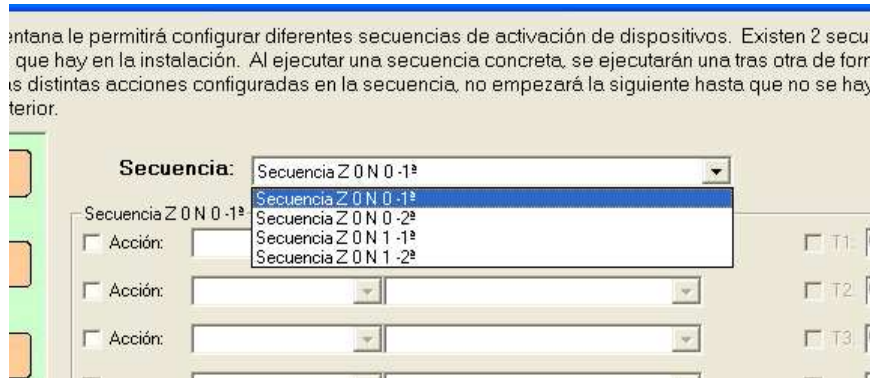 entana le permitirá configurar diferentes secuencias de activación de dispositivos. Existen 2 secu
que hay en la instalación. Al ejecutar una secuencia concreta, se ejecutarán una tras otra de forr
as distintas acciones configuradas en la secuencia, no empezará la siguiente hasta que no se hay
terior.
Secuencia: Secuencia Z 0 N 0 -1ª
Secuencia Z 0 N 0 -1ª
Secuencia Z 0 N 0 -1ª
Secuencia Z 0 N 0 -2ª
Secuencia Z 0 N 1 -1ª
Secuencia Z 0 N 1 -2ª
Acción: T1:
Acción: T2
Acción: T3